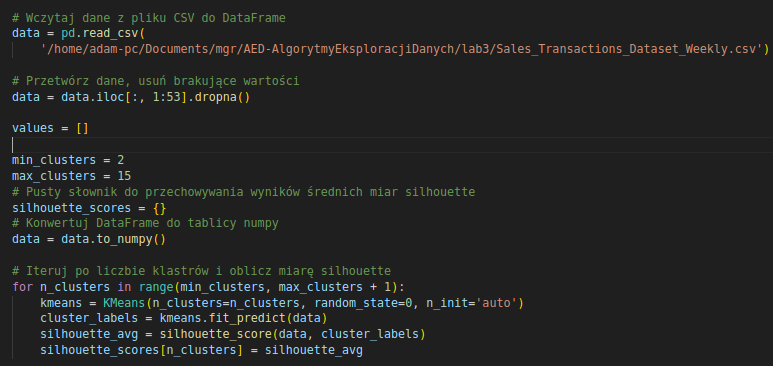 # Wczytaj dane z pliku CSV do DataFrame
data = pd.read_csv(
    '/home/adam-pc/Documents/mgr/AED-AlgorytmyEksploracjiDanych/lab3/Sales_Transactions_Dataset_Weekly.csv')
# Przetwórz dane, usuń brakujące wartości
data = data.iloc[:, 1:53].dropna()
values = []
min_clusters = 2
max_clusters = 15
# Pusty słownik do przechowywania wyników średnich miar silhouette
silhouette_scores = {}
# Konwertuj DataFrame do tablicy numpy
data = data.to_numpy()
# Iteruj po liczbie klastrów i oblicz miarę silhouette
for n_clusters in range(min_clusters, max_clusters + 1):
    kmeans = KMeans(n_clusters=n_clusters, random_state=0, n_init='auto')
    cluster_labels = kmeans.fit_predict(data)
    silhouette_avg = silhouette_score(data, cluster_labels)
    silhouette_scores[n_clusters] = silhouette_avg